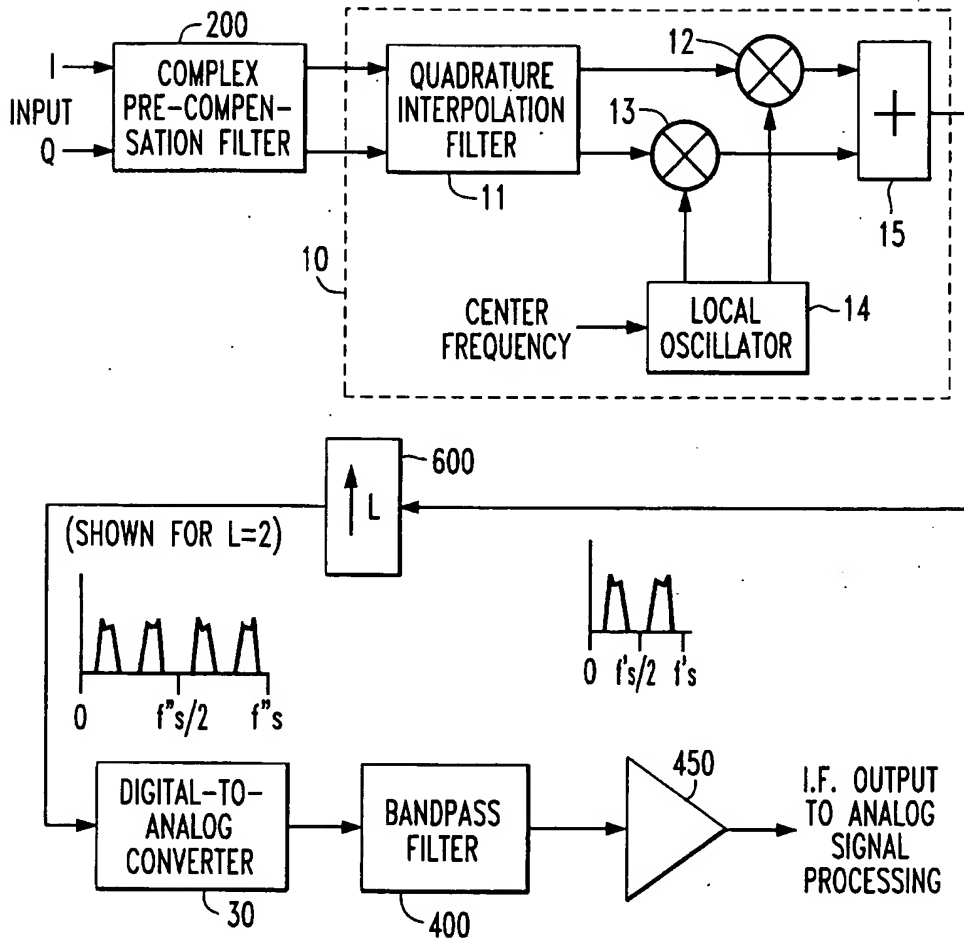 200
I
INPUT
Q
COMPLEX
PRE-COMPEN-
SATION FILTER
QUADRATURE
INTERPOLATION
FILTER
11
12
13
+
15
10
CENTER
FREQUENCY
LOCAL
OSCILLATOR
14
600
L
(SHOWN FOR L=2)
0
f"s/2
f"s
0
f's/2
f's
DIGITAL-TO-
ANALOG
CONVERTER
30
BANDPASS
FILTER
400
450
I.F. OUTPUT
TO ANALOG
SIGNAL
PROCESSING